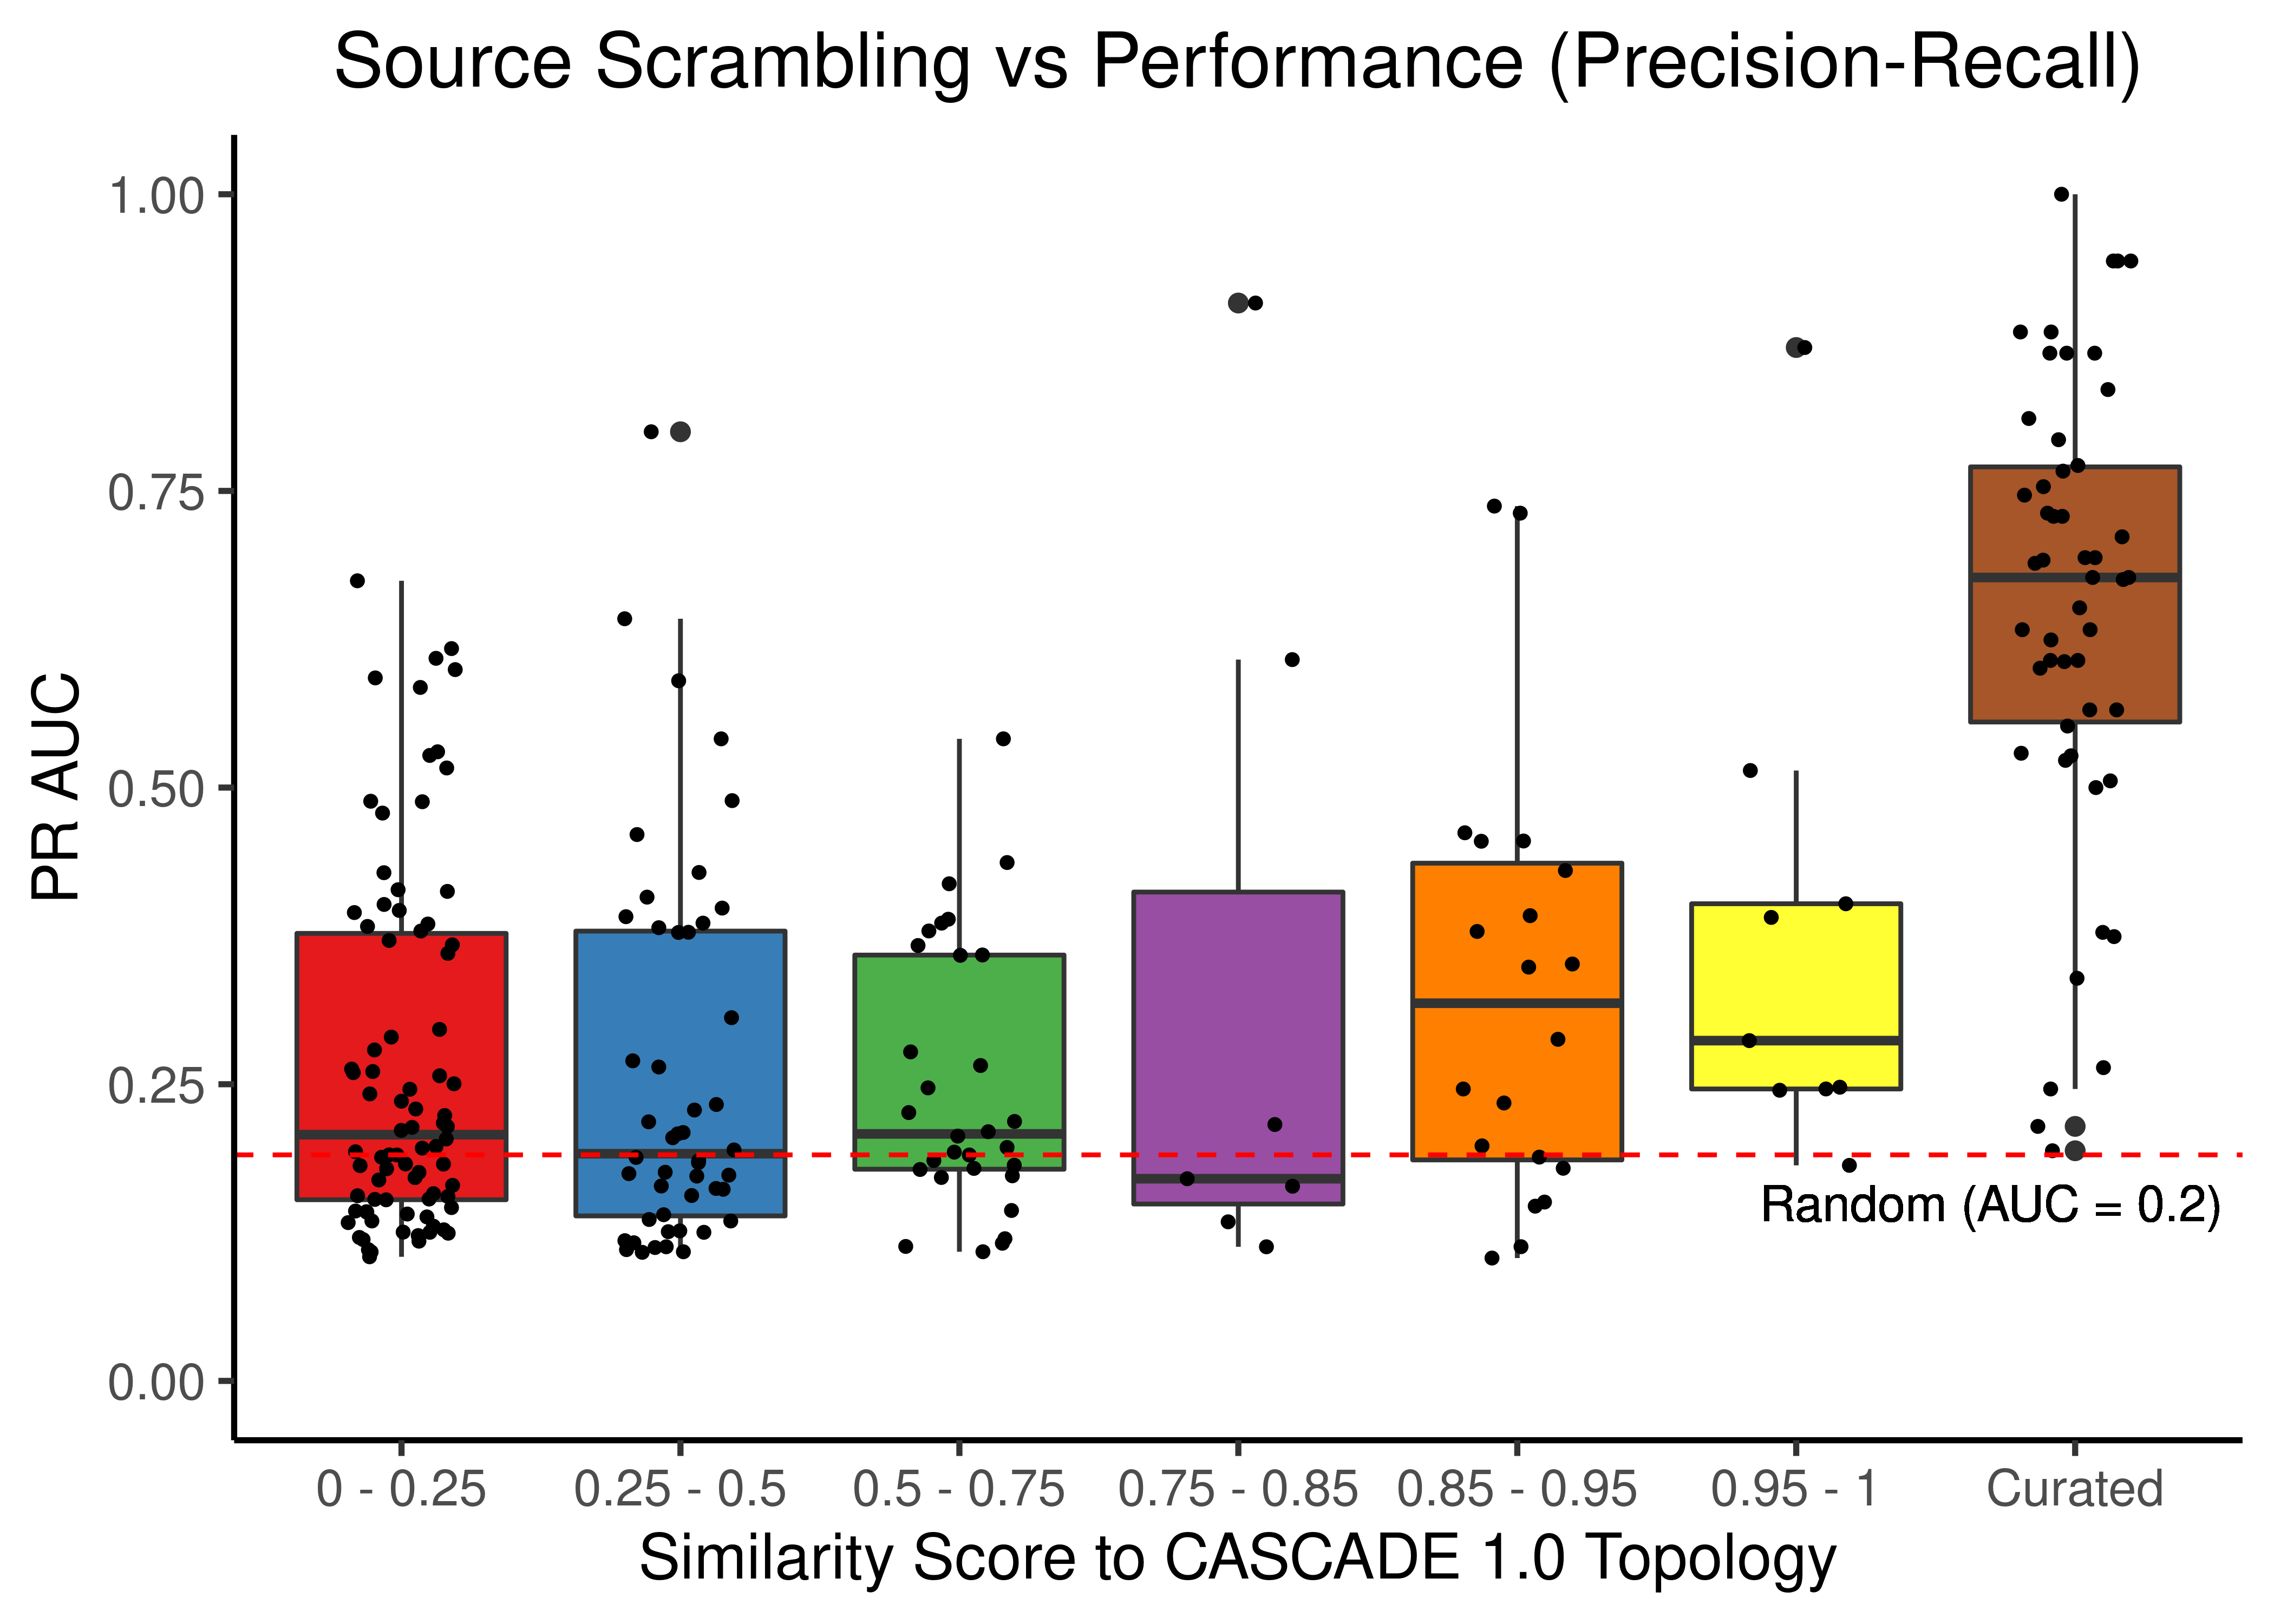 Source Scrambling vs Performance (Precision-Recall)
PR AUC
1.00
0.75
0.50
0.25
0.00
Random (AUC = 0.2)
0 - 0.25
0.25 - 0.5
0.5 - 0.75
0.75 - 0.85
0.85 - 0.95
0.95 - 1
Curated
Similarity Score to CASCADE 1.0 Topology